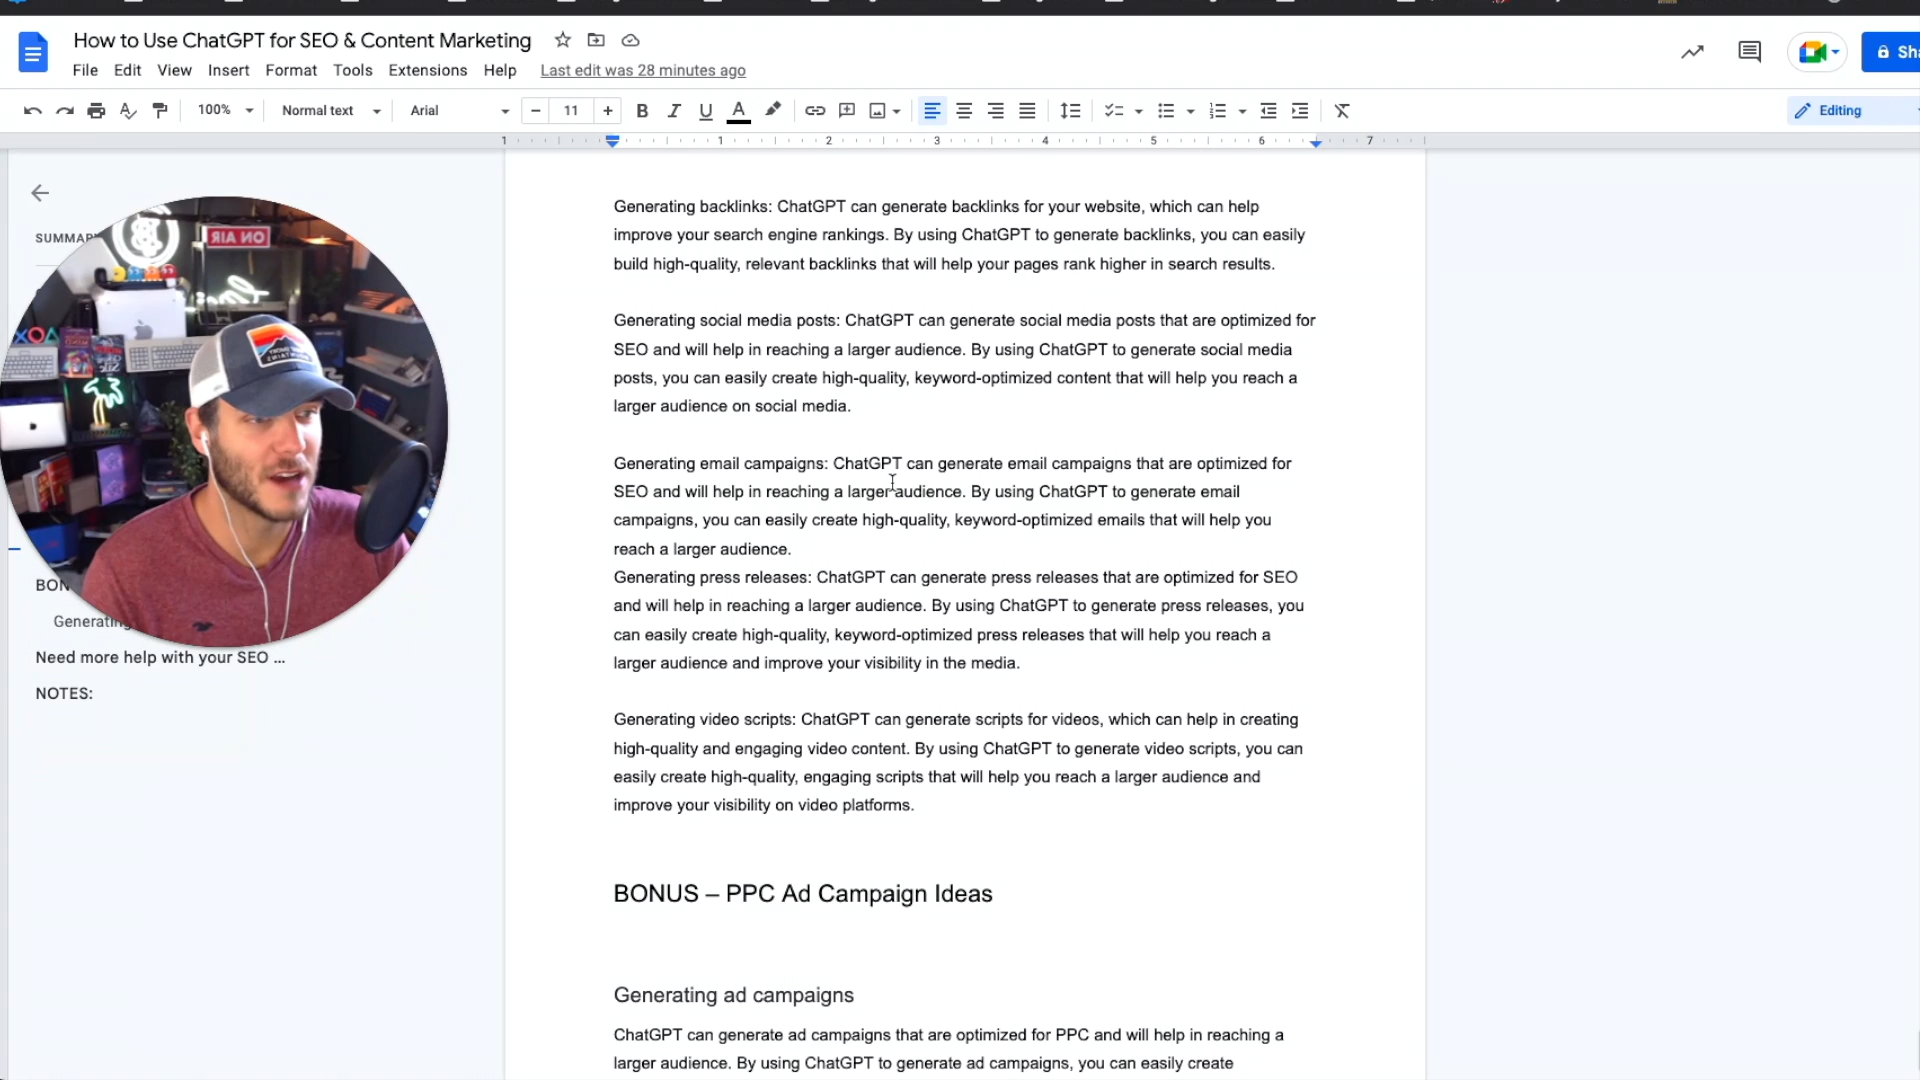 How to Use ChatGPT for SEO & Content Marketing
File Edit View Insert Format Tools Extensions Help Last edit was 28 minutes ago
Sha
100% Normal text Arial 11 B I U A Editing
1 1 2 3 4 5 6 7
SUMMAR
ON AIR
BON
Generating
Need more help with your SEO ...
NOTES:
Generating backlinks: ChatGPT can generate backlinks for your website, which can help
improve your search engine rankings. By using ChatGPT to generate backlinks, you can easily
build high-quality, relevant backlinks that will help your pages rank higher in search results.
Generating social media posts: ChatGPT can generate social media posts that are optimized for
SEO and will help in reaching a larger audience. By using ChatGPT to generate social media
posts, you can easily create high-quality, keyword-optimized content that will help you reach a
larger audience on social media.
Generating email campaigns: ChatGPT can generate email campaigns that are optimized for
SEO and will help in reaching a larger audience. By using ChatGPT to generate email
campaigns, you can easily create high-quality, keyword-optimized emails that will help you
reach a larger audience.
Generating press releases: ChatGPT can generate press releases that are optimized for SEO
and will help in reaching a larger audience. By using ChatGPT to generate press releases, you
can easily create high-quality, keyword-optimized press releases that will help you reach a
larger audience and improve your visibility in the media.
Generating video scripts: ChatGPT can generate scripts for videos, which can help in creating
high-quality and engaging video content. By using ChatGPT to generate video scripts, you can
easily create high-quality, engaging scripts that will help you reach a larger audience and
improve your visibility on video platforms.
BONUS – PPC Ad Campaign Ideas
Generating ad campaigns
ChatGPT can generate ad campaigns that are optimized for PPC and will help in reaching a
larger audience. By using ChatGPT to generate ad campaigns, you can easily create